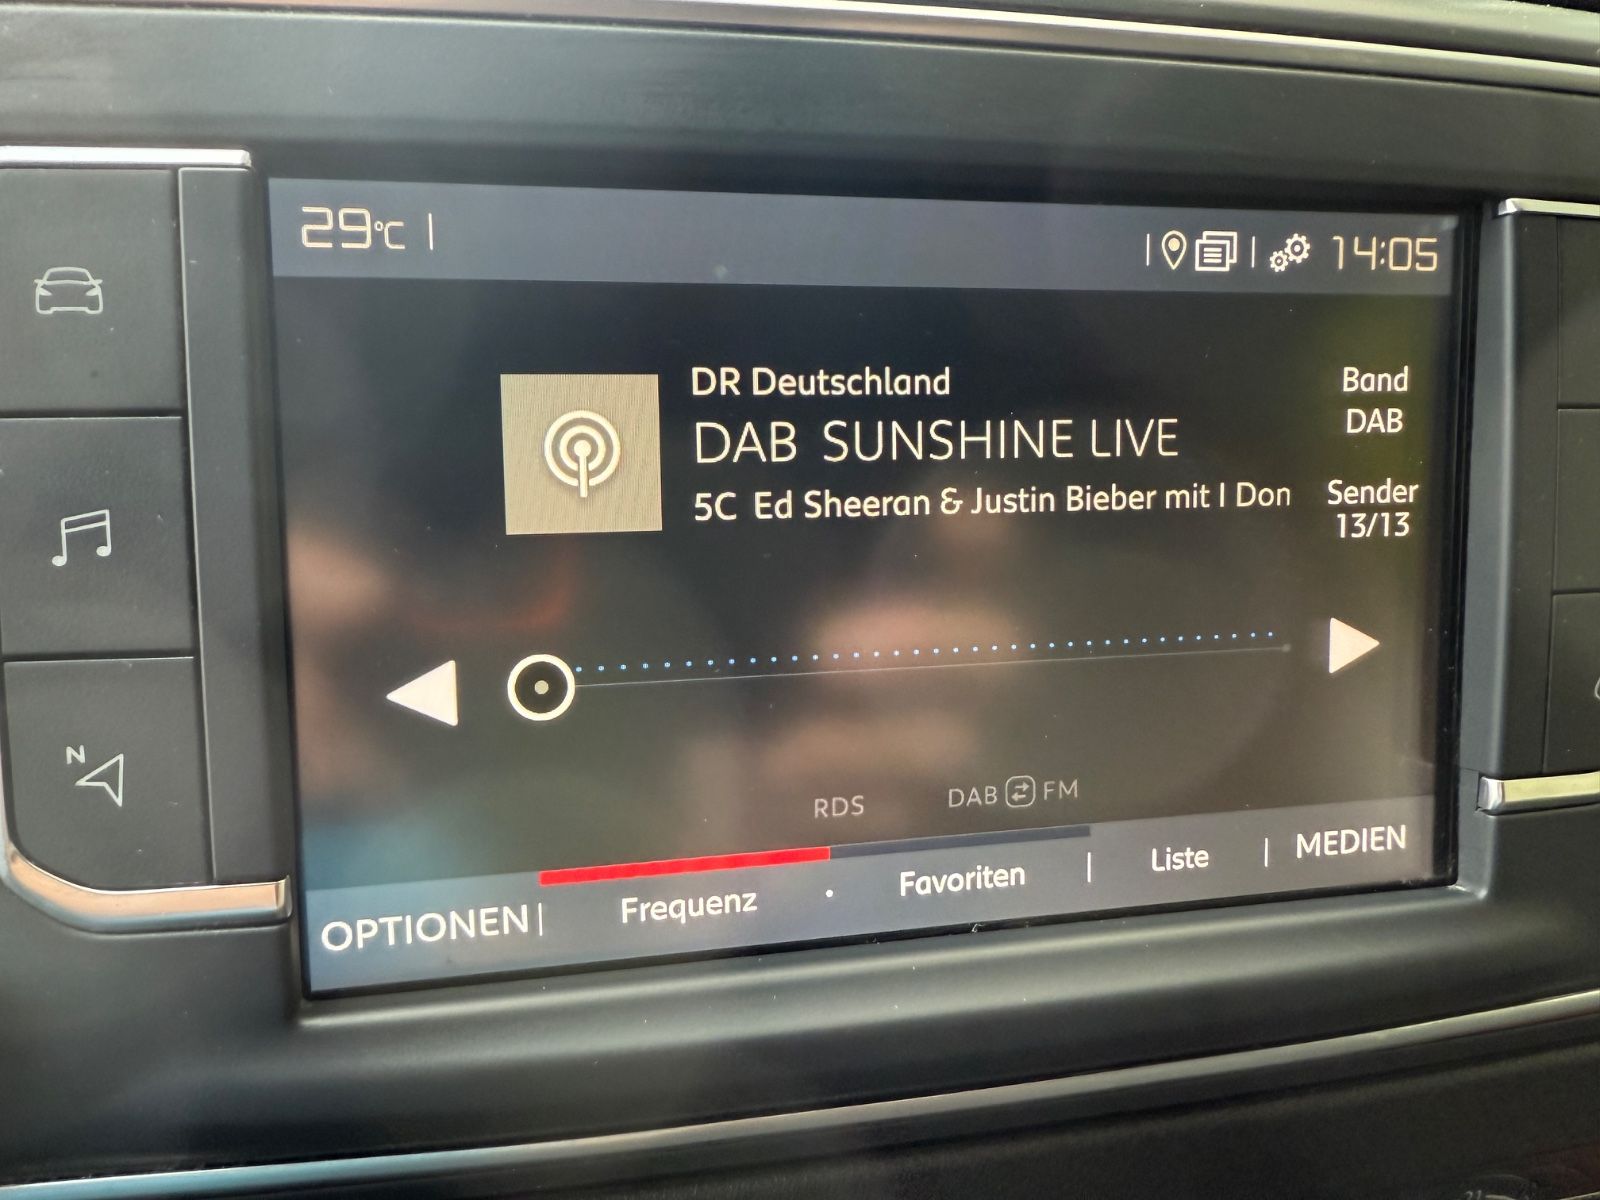 29°C
14:05
DR Deutschland
DAB SUNSHINE LIVE
5C Ed Sheeran & Justin Bieber mit I Don
Band
DAB
Sender
13/13
N
RDS
DAB FM
OPTIONEN
Frequenz
Favoriten
Liste
MEDIEN